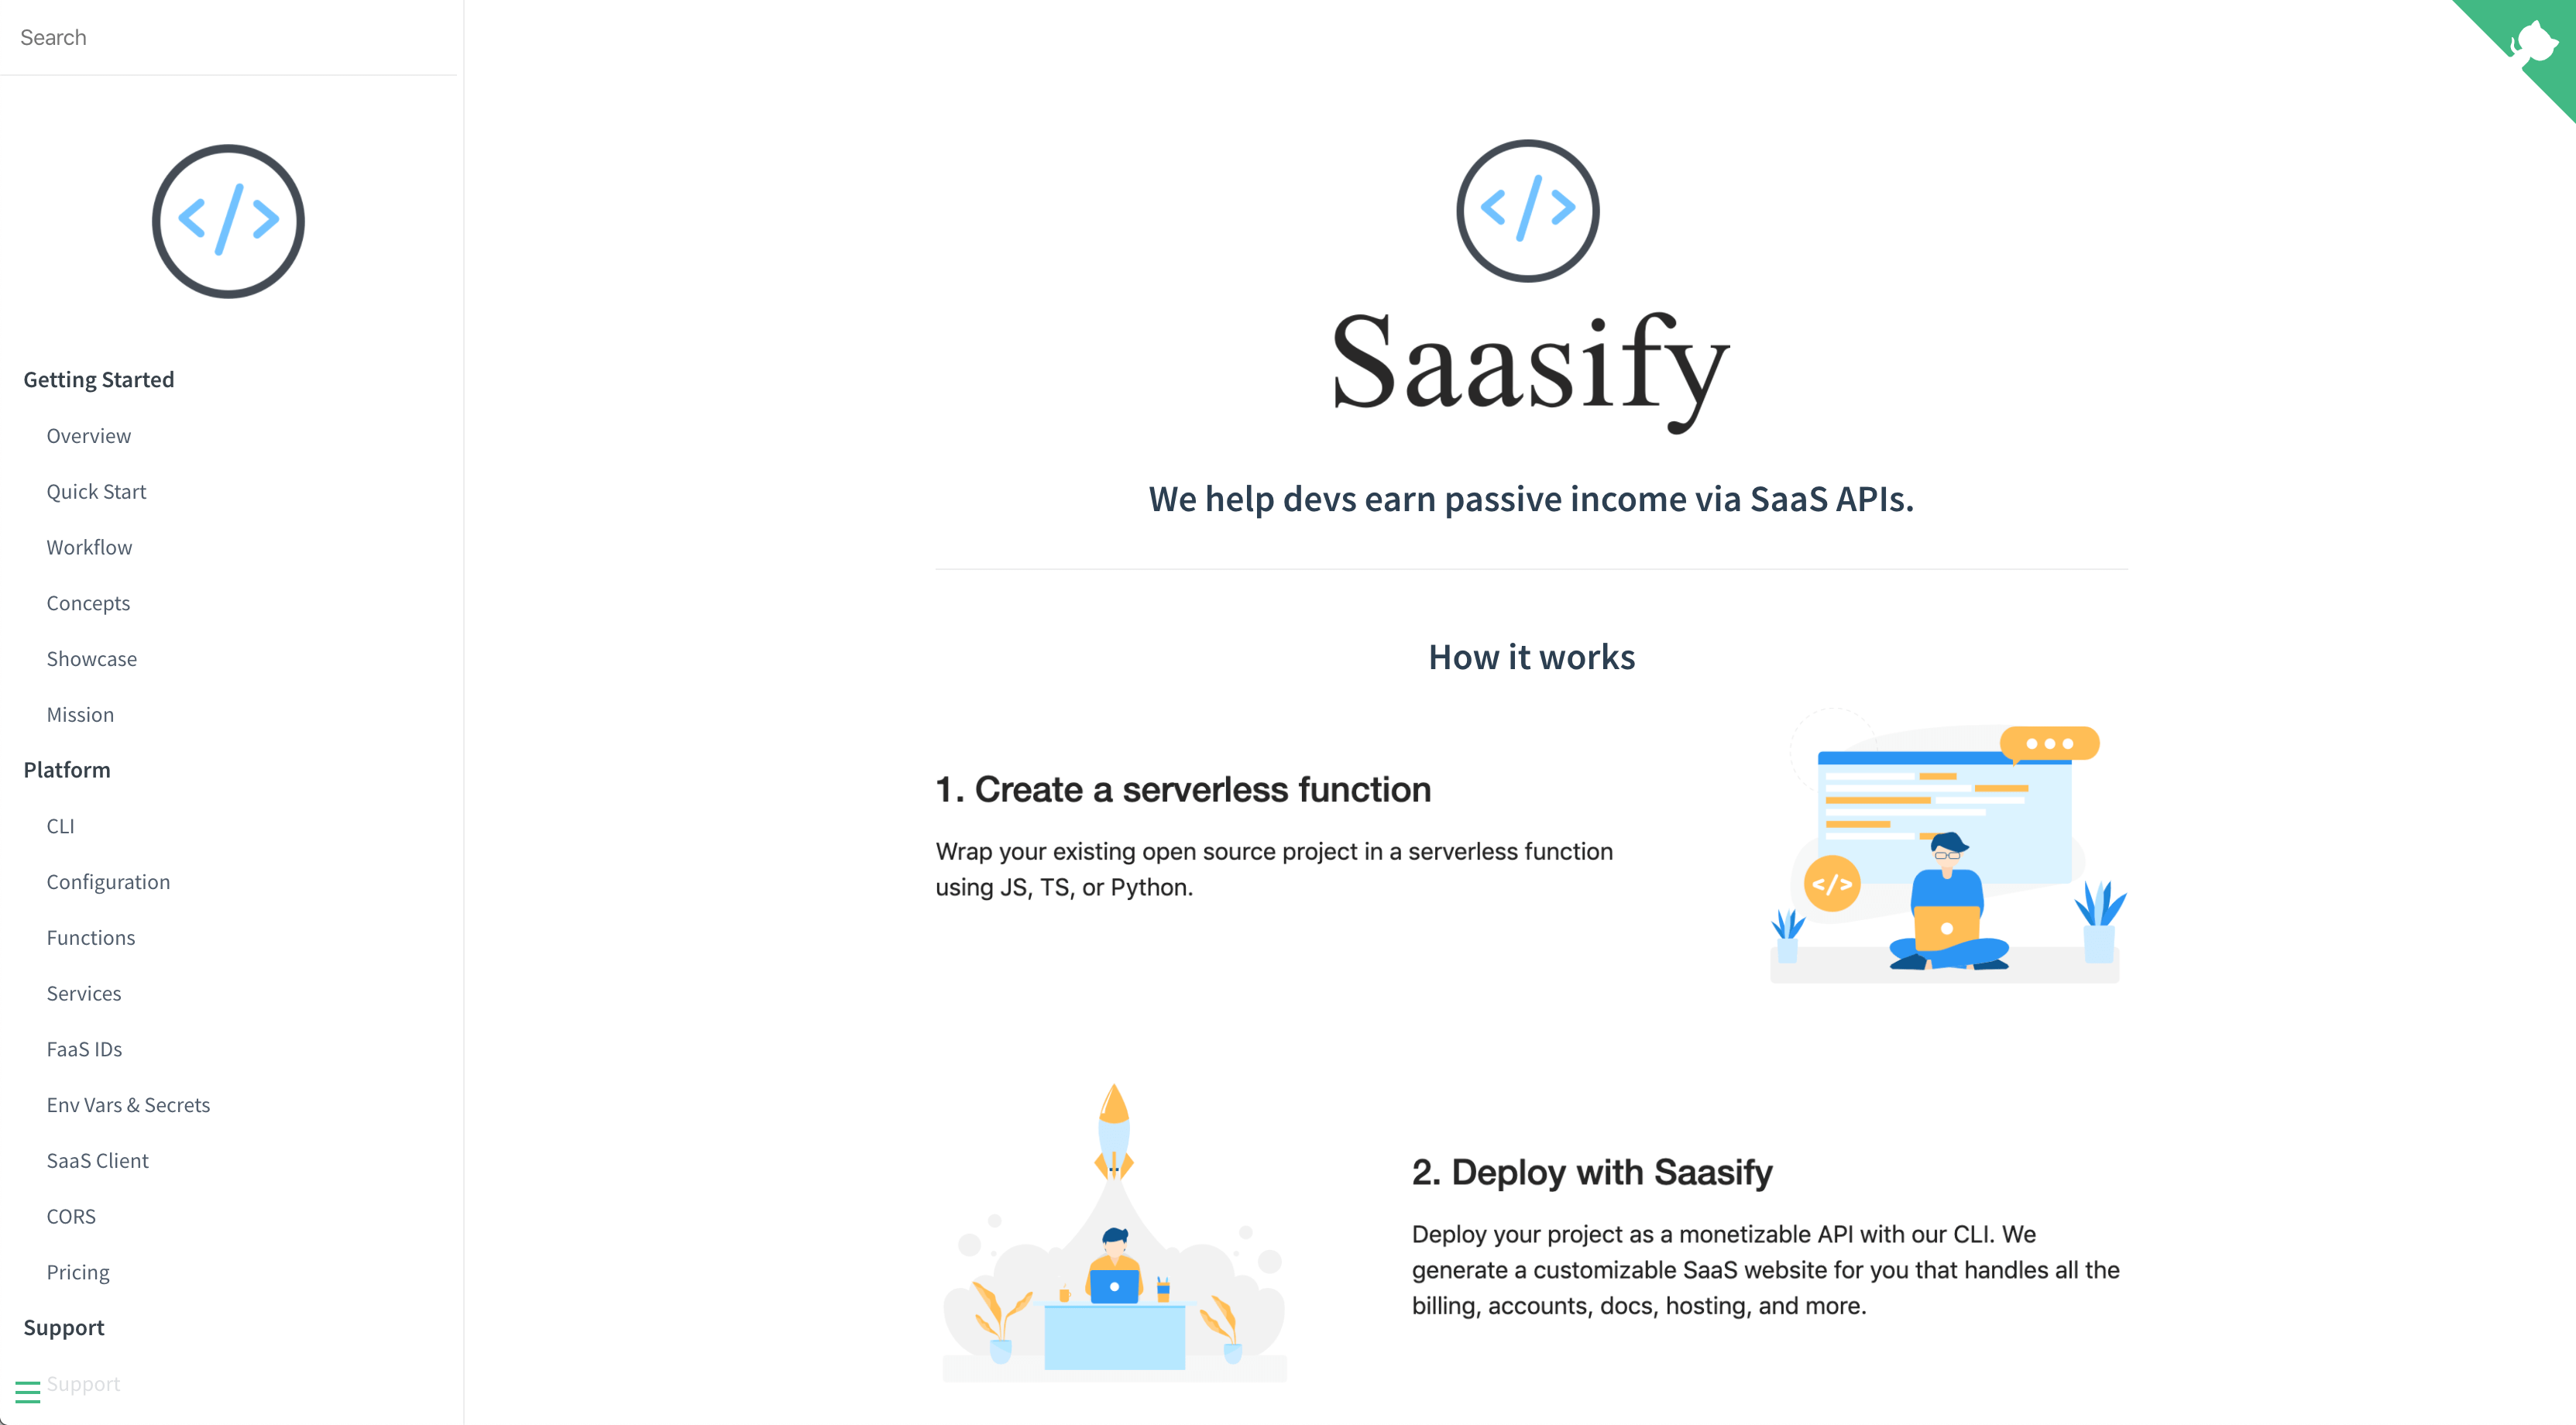 Search
</>
Getting Started
Overview
Quick Start
Workflow
Concepts
Showcase
Mission
Platform
CLI
Configuration
Functions
Services
FaaS IDs
Env Vars & Secrets
SaaS Client
CORS
Pricing
Support
Support
</>
Saasify
We help devs earn passive income via SaaS APIs.
How it works
1. Create a serverless function
Wrap your existing open source project in a serverless function
using JS, TS, or Python.
</>
2. Deploy with Saasify
Deploy your project as a monetizable API with our CLI. We
generate a customizable SaaS website for you that handles all the
billing, accounts, docs, hosting, and more.